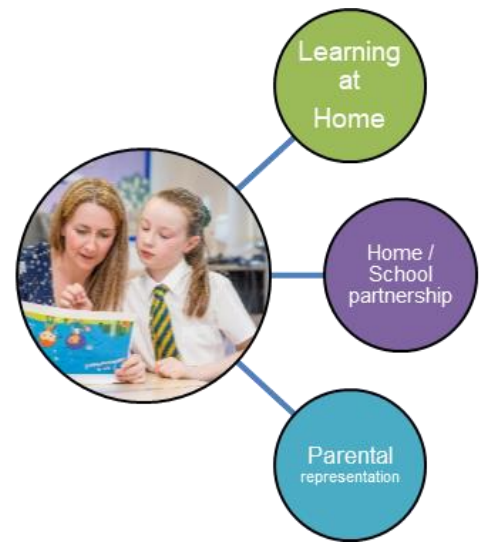 Learning
at
Home
Home /
School
partnership
Parental
representation